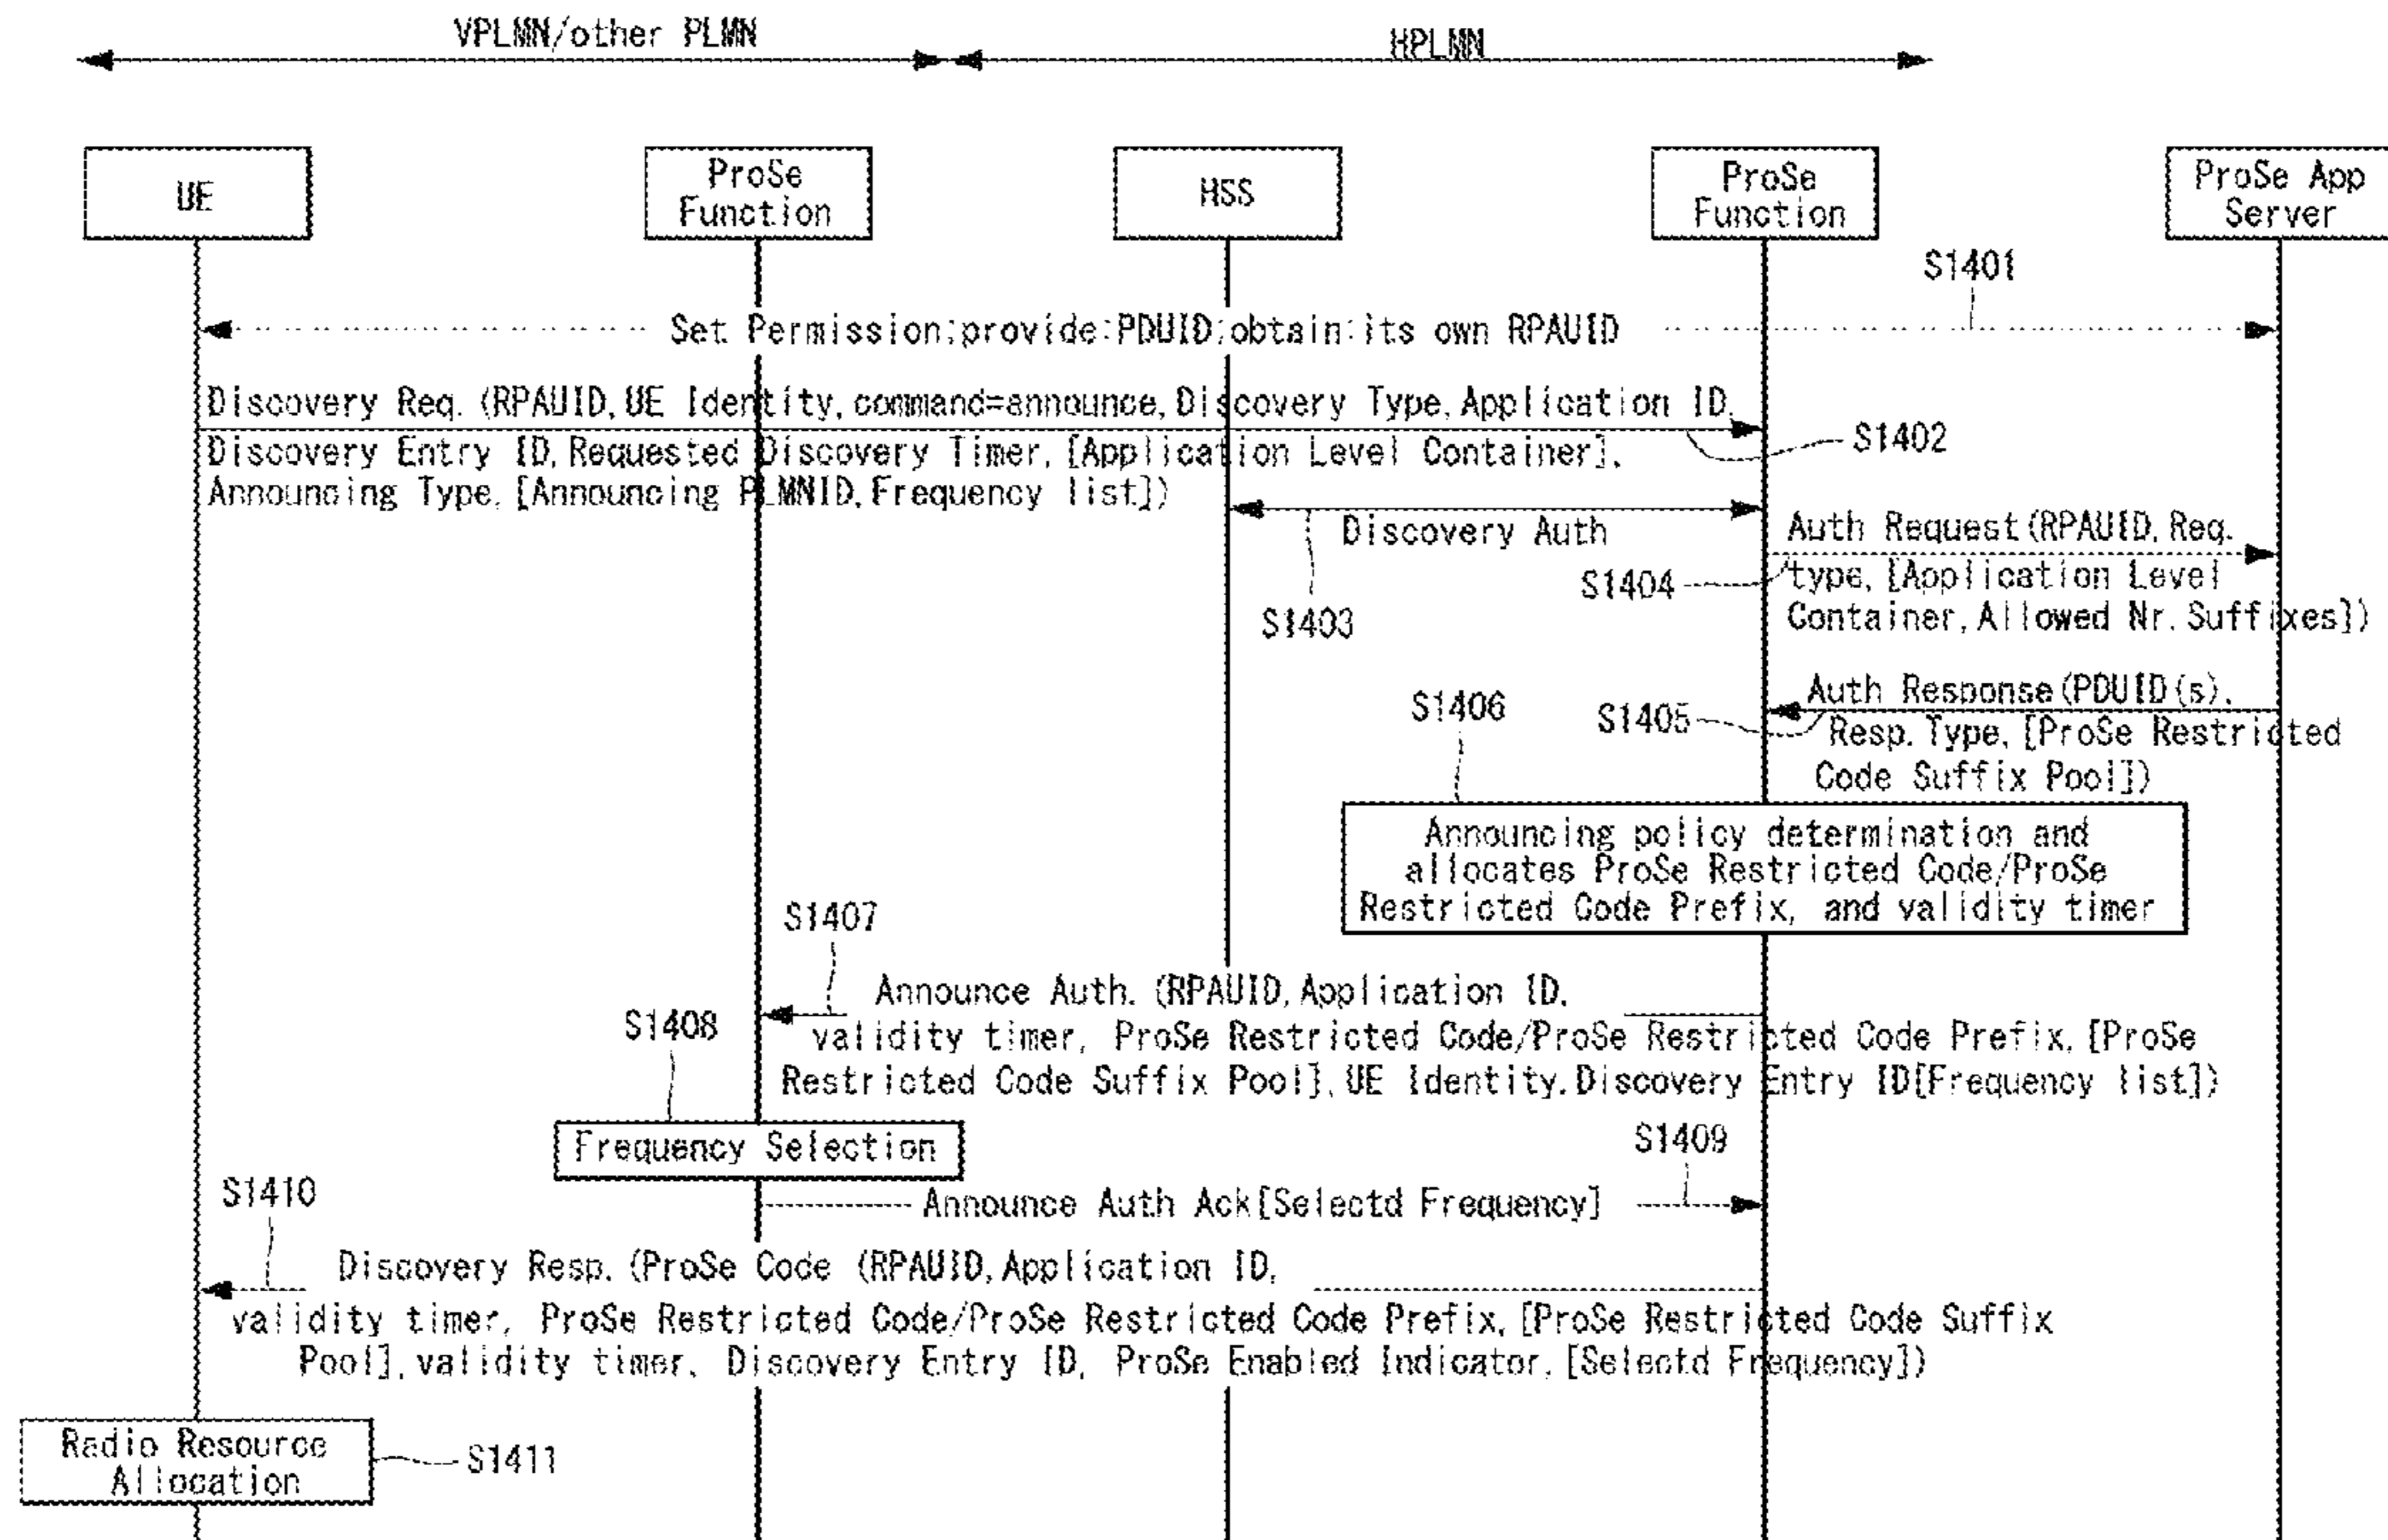 VPLMN/other PLMN
HPLMN
UE
ProSe
Function
HSS
ProSe
Function
ProSe App
Server
S1401
Set Permission;provide PDUID;obtain its own RPAUID
Discovery Req. (RPAUID, UE Identity, command=announce, Discovery Type, Application ID,
S1402
Discovery Entry ID, Requested Discovery Timer, [Application Level Container],
Announcing Type, [Announcing PLMNID, Frequency list])
Discovery Auth
S1403
Auth Request(RPAUID, Req.
S1404
type, [Application Level
Container, Allowed Nr. Suffixes])
Auth Response(PDUID(s),
S1405
Resp. Type, [ProSe Restricted
Code Suffix Pool])
S1406
Announcing policy determination and
allocates ProSe Restricted Code/ProSe
Restricted Code Prefix, and validity timer
S1407
Announce Auth. (RPAUID, Application ID,
validity timer, ProSe Restricted Code/ProSe Restricted Code Prefix, [ProSe
Restricted Code Suffix Pool], UE Identity, Discovery Entry ID[Frequency list])
S1408
Frequency Selection
S1409
Announce Auth Ack[Selectd Frequency]
S1410
Discovery Resp. (ProSe Code (RPAUID, Application ID,
validity timer, ProSe Restricted Code/ProSe Restricted Code Prefix, [ProSe Restricted Code Suffix
Pool], validity timer, Discovery Entry ID, ProSe Enabled Indicator, [Selectd Frequency])
Radio Resource
Allocation
S1411